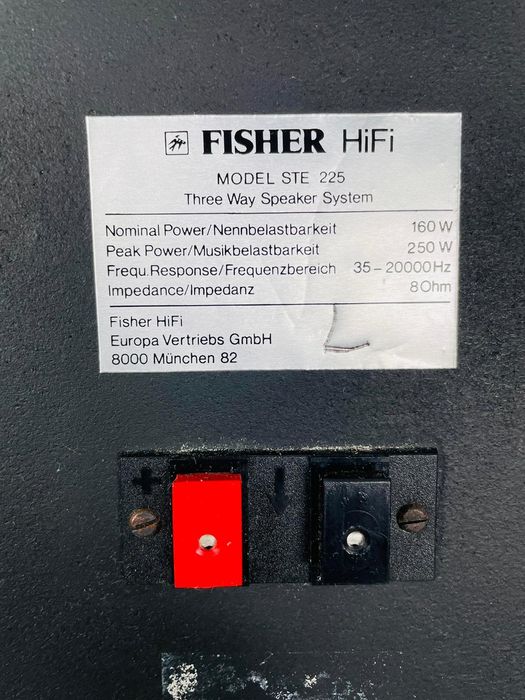 FISHER HiFi
MODEL STE 225
Three Way Speaker System
Nominal Power/Nennbelastbarkeit 160 W
Peak Power/Musikbelastbarkeit 250 W
Frequ.Response/Frequenzbereich 35 – 20000 Hz
Impedance/Impedanz 8 Ohm
Fisher HiFi
Europa Vertriebs GmbH
8000 München 82
+